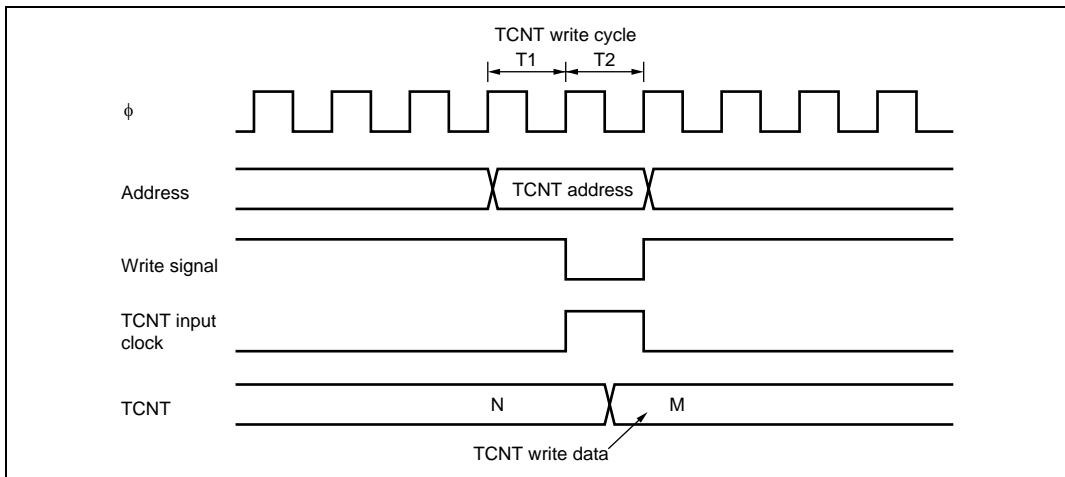 TCNT write cycle
T1 T2
ϕ
Address
TCNT address
Write signal
TCNT input
clock
TCNT
N
M
TCNT write data